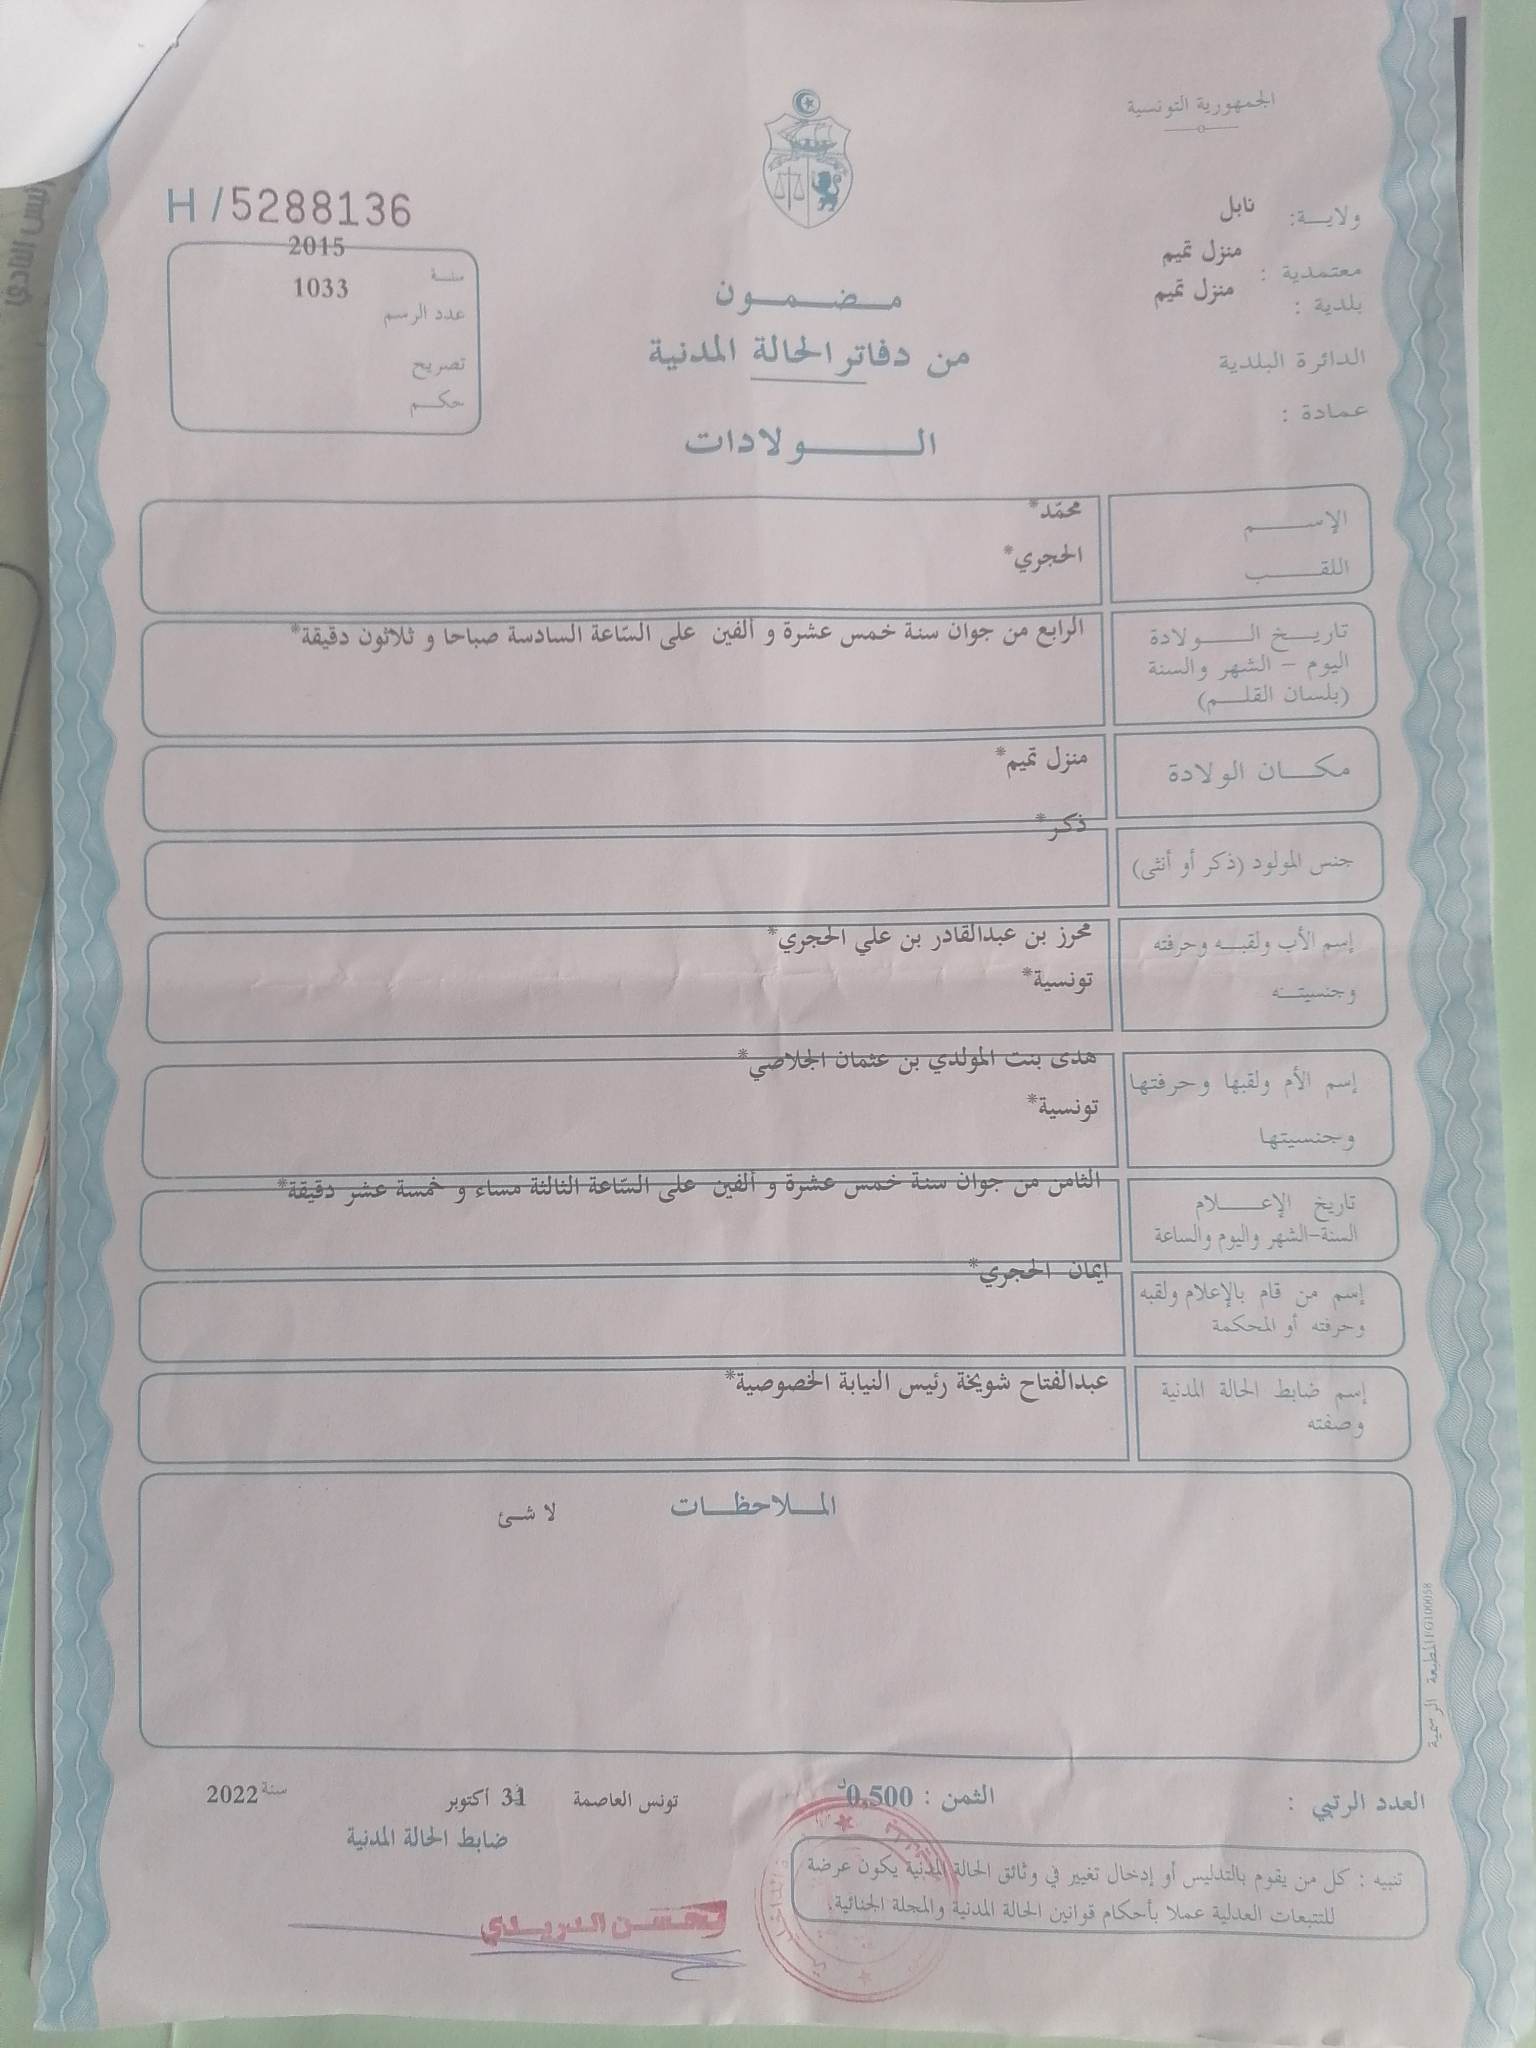 الجمهورية التونسية
H / 5288136
ولايـة: نابل
معتمدية : منزل تميم
بلدية : منزل تميم
الدائرة البلدية
عمادة :
سنة 2015
عدد الرسم 1033
تصريح
حكم
مضمون
من دفاتر الحالة المدنية
الولادات
الإسم محمّد*
اللقب الحجري*
تاريخ الولادة
اليوم - الشهر والسنة
(بلسان القلم)
الرابع من جوان سنة خمس عشرة و ألفين على السّاعة السادسة صباحا و ثلاثون دقيقة*
مكان الولادة منزل تميم*
جنس المولود (ذكر أو أنثى) ذكر*
إسم الأب ولقبه وحرفته محرز بن عبدالقادر بن علي الحجري*
وجنسيته تونسية*
إسم الأم ولقبها وحرفتها هدى بنت المولدي بن عثمان الجلاصي*
وجنسيتها تونسية*
تاريخ الإعلام
السنة-الشهر واليوم والساعة
الثامن من جوان سنة خمس عشرة و ألفين على السّاعة الثالثة مساء و خمسة عشر دقيقة*
إسم من قام بالإعلام ولقبه
وحرفته أو المحكمة
ايمان الحجري*
إسم ضابط الحالة المدنية
وصفته
عبدالفتاح شويخة رئيس النيابة الخصوصية*
الملاحظات
لا شئ
المطبعة الرسمية
العدد الرتبي :
الثمن : 0,500 د
تونس العاصمة 31 أكتوبر سنة 2022
ضابط الحالة المدنية
تنبيه : كل من يقوم بالتدليس أو إدخال تغيير في وثائق الحالة المدنية يكون عرضة
للتتبعات العدلية عملا بأحكام قوانين الحالة المدنية والمجلة الجنائية.
الدريدي